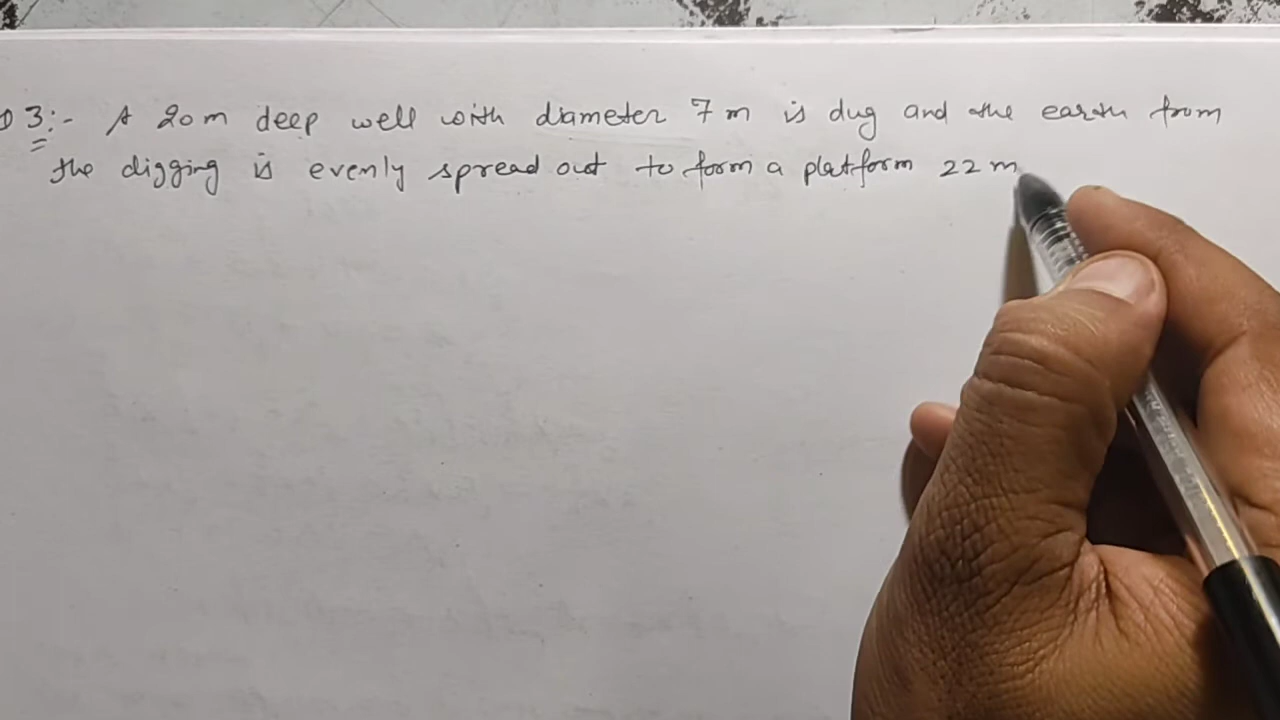 Q 3:- A 20 m deep well with diameter 7 m is dug and the earth from
the digging is evenly spread out to form a platform 22 m